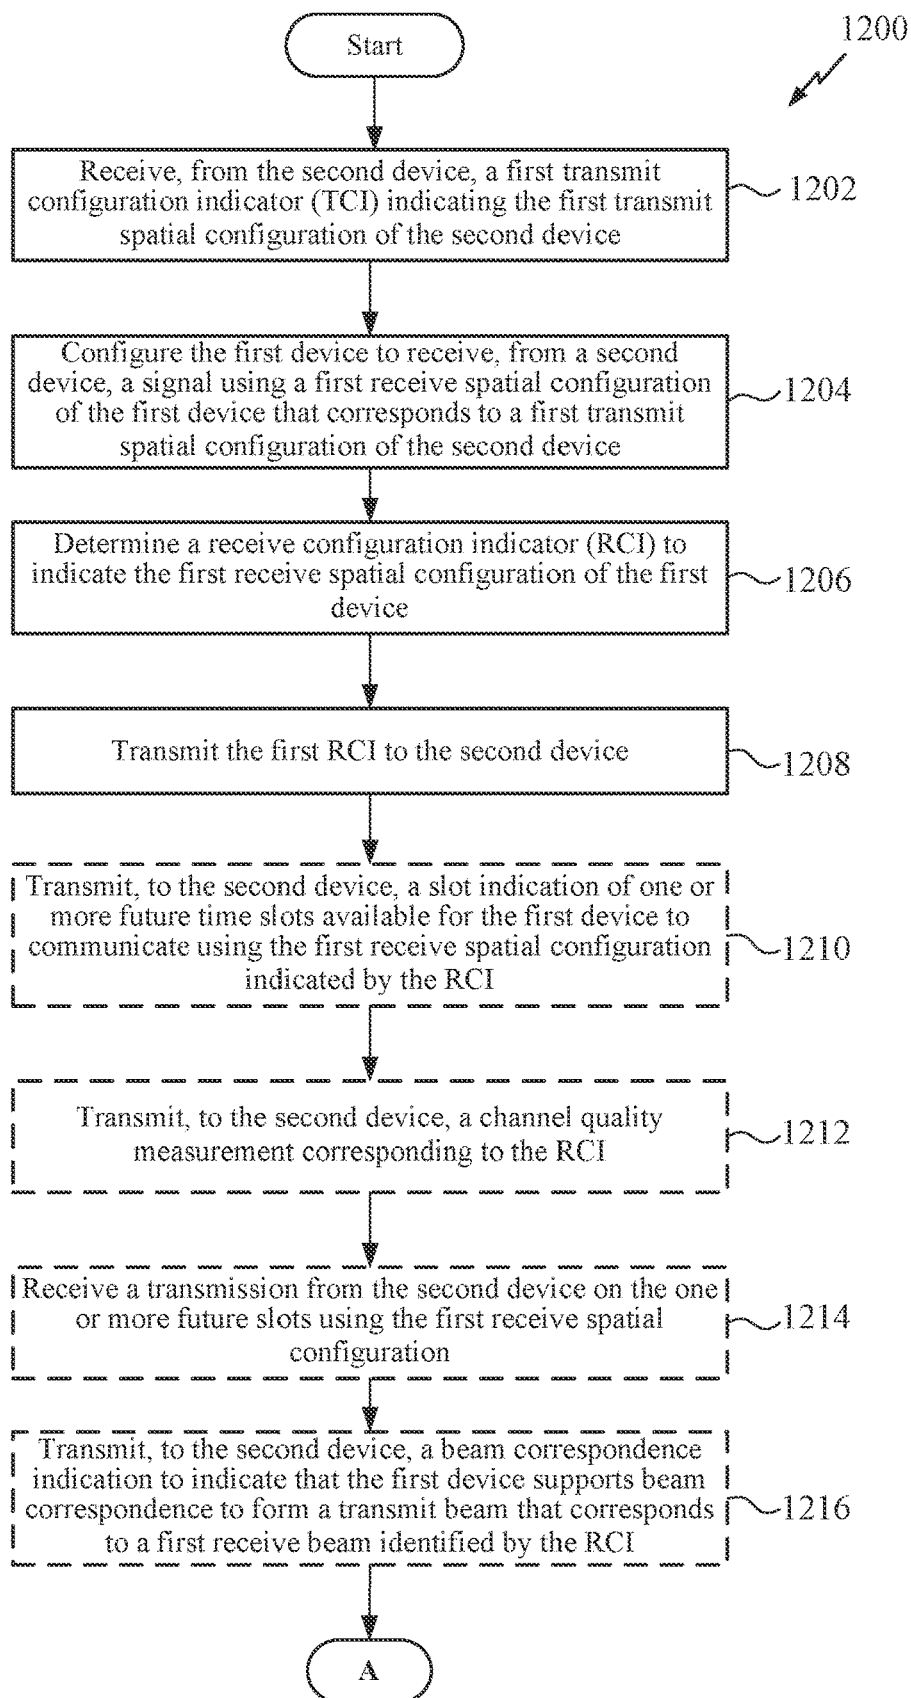 1200
Start
Receive, from the second device, a first transmit
configuration indicator (TCI) indicating the first transmit
spatial configuration of the second device
1202
Configure the first device to receive, from a second
device, a signal using a first receive spatial configuration
of the first device that corresponds to a first transmit
spatial configuration of the second device
1204
Determine a receive configuration indicator (RCI) to
indicate the first receive spatial configuration of the first
device
1206
Transmit the first RCI to the second device
1208
Transmit, to the second device, a slot indication of one or
more future time slots available for the first device to
communicate using the first receive spatial configuration
indicated by the RCI
1210
Transmit, to the second device, a channel quality
measurement corresponding to the RCI
1212
Receive a transmission from the second device on the one
or more future slots using the first receive spatial
configuration
1214
Transmit, to the second device, a beam correspondence
indication to indicate that the first device supports beam
correspondence to form a transmit beam that corresponds
to a first receive beam identified by the RCI
1216
A